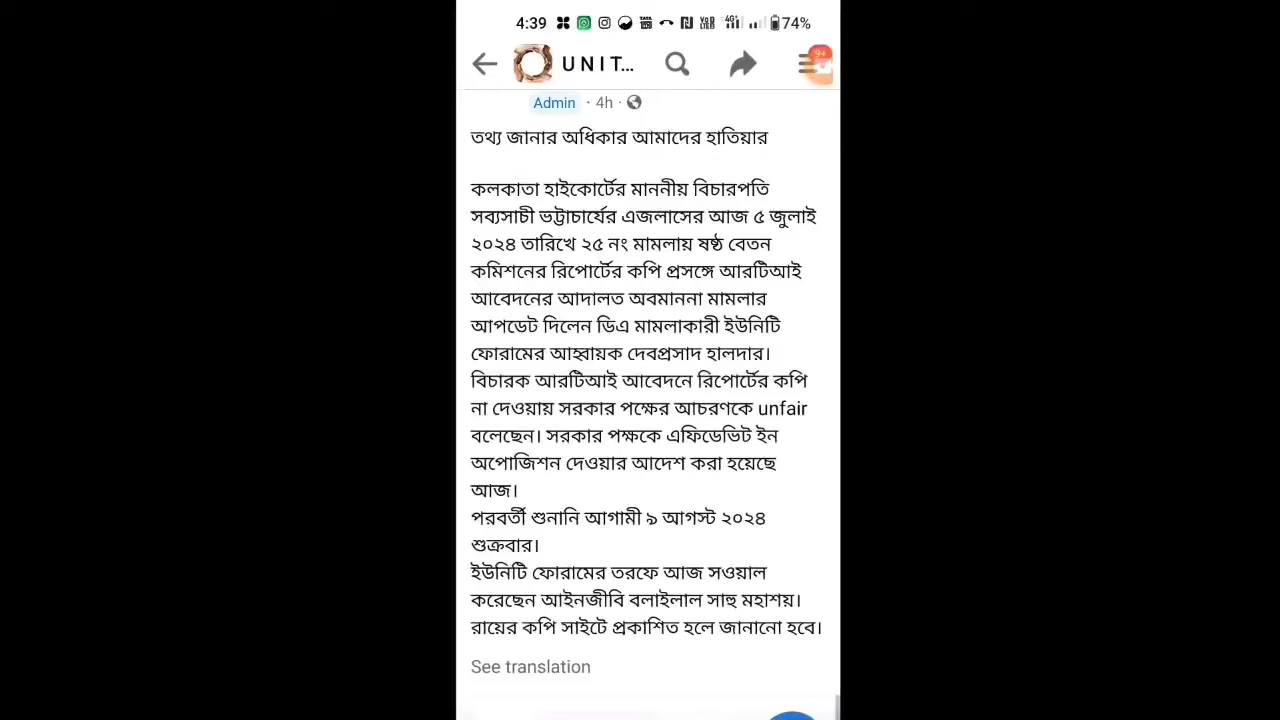 4:39
74%
U N I T...
9+
Admin · 4h ·
তথ্য জানার অধিকার আমাদের হাতিয়ার
কলকাতা হাইকোর্টের মাননীয় বিচারপতি
সব্যসাচী ভট্টাচার্যের এজলাসের আজ ৫ জুলাই
২০২৪ তারিখে ২৫ নং মামলায় ষষ্ঠ বেতন
কমিশনের রিপোর্টের কপি প্রসঙ্গে আরটিআই
আবেদনের আদালত অবমাননা মামলার
আপডেট দিলেন ডিএ মামলাকারী ইউনিটি
ফোরামের আহ্বায়ক দেবপ্রসাদ হালদার।
বিচারক আরটিআই আবেদনে রিপোর্টের কপি
না দেওয়ায় সরকার পক্ষের আচরণকে unfair
বলেছেন। সরকার পক্ষকে এফিডেভিট ইন
অপোজিশন দেওয়ার আদেশ করা হয়েছে
আজ।
পরবর্তী শুনানি আগামী ৯ আগস্ট ২০২৪
শুক্রবার।
ইউনিটি ফোরামের তরফে আজ সওয়াল
করেছেন আইনজীবি বলাইলাল সাহু মহাশয়।
রায়ের কপি সাইটে প্রকাশিত হলে জানানো হবে।
See translation